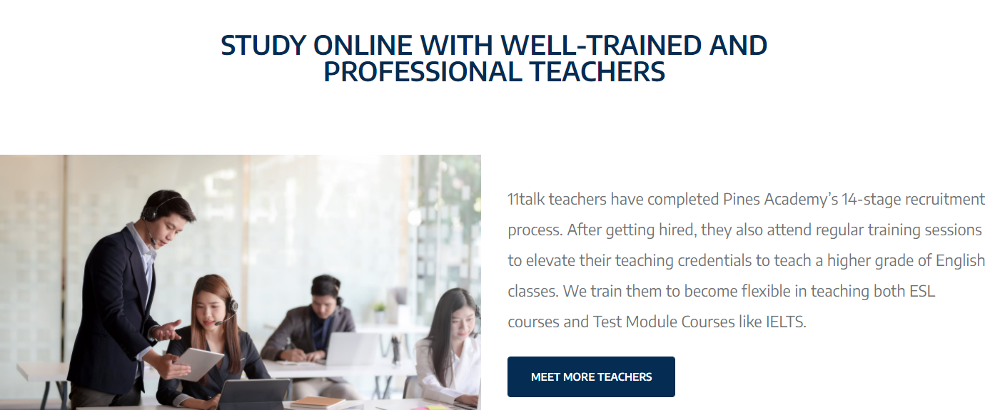 STUDY ONLINE WITH WELL-TRAINED AND
PROFESSIONAL TEACHERS
11talk teachers have completed Pines Academy’s 14-stage recruitment
process. After getting hired, they also attend regular training sessions
to elevate their teaching credentials to teach a higher grade of English
classes. We train them to become flexible in teaching both ESL
courses and Test Module Courses like IELTS.
MEET MORE TEACHERS